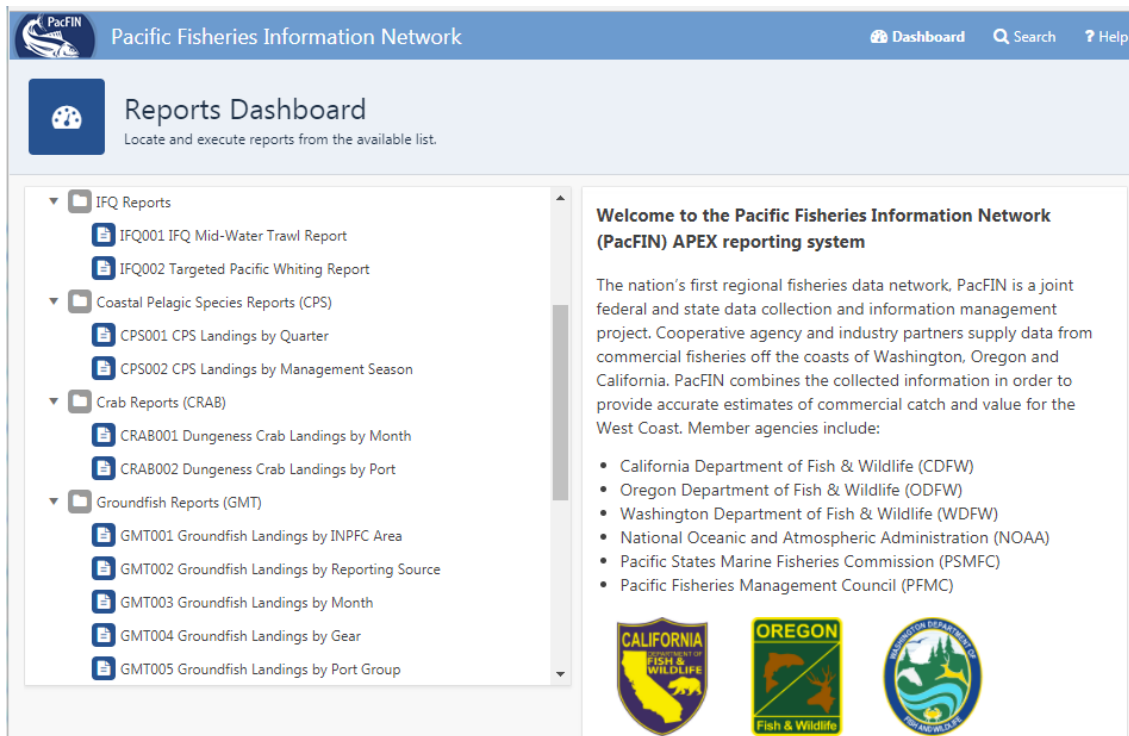 PacFIN
Pacific Fisheries Information Network
Dashboard
Search
? Help
Reports Dashboard
Locate and execute reports from the available list.
IFQ Reports
IFQ001 IFQ Mid-Water Trawl Report
IFQ002 Targeted Pacific Whiting Report
Coastal Pelagic Species Reports (CPS)
CPS001 CPS Landings by Quarter
CPS002 CPS Landings by Management Season
Crab Reports (CRAB)
CRAB001 Dungeness Crab Landings by Month
CRAB002 Dungeness Crab Landings by Port
Groundfish Reports (GMT)
GMT001 Groundfish Landings by INPFC Area
GMT002 Groundfish Landings by Reporting Source
GMT003 Groundfish Landings by Month
GMT004 Groundfish Landings by Gear
GMT005 Groundfish Landings by Port Group
Welcome to the Pacific Fisheries Information Network
(PacFIN) APEX reporting system
The nation's first regional fisheries data network, PacFIN is a joint
federal and state data collection and information management
project. Cooperative agency and industry partners supply data from
commercial fisheries off the coasts of Washington, Oregon and
California. PacFIN combines the collected information in order to
provide accurate estimates of commercial catch and value for the
West Coast. Member agencies include:
• California Department of Fish & Wildlife (CDFW)
• Oregon Department of Fish & Wildlife (ODFW)
• Washington Department of Fish & Wildlife (WDFW)
• National Oceanic and Atmospheric Administration (NOAA)
• Pacific States Marine Fisheries Commission (PSMFC)
• Pacific Fisheries Management Council (PFMC)
CALIFORNIA
DEPARTMENT OF
FISH &
WILDLIFE
OREGON
Fish & Wildlife
WASHINGTON DEPARTMENT OF
FISH AND WILDLIFE